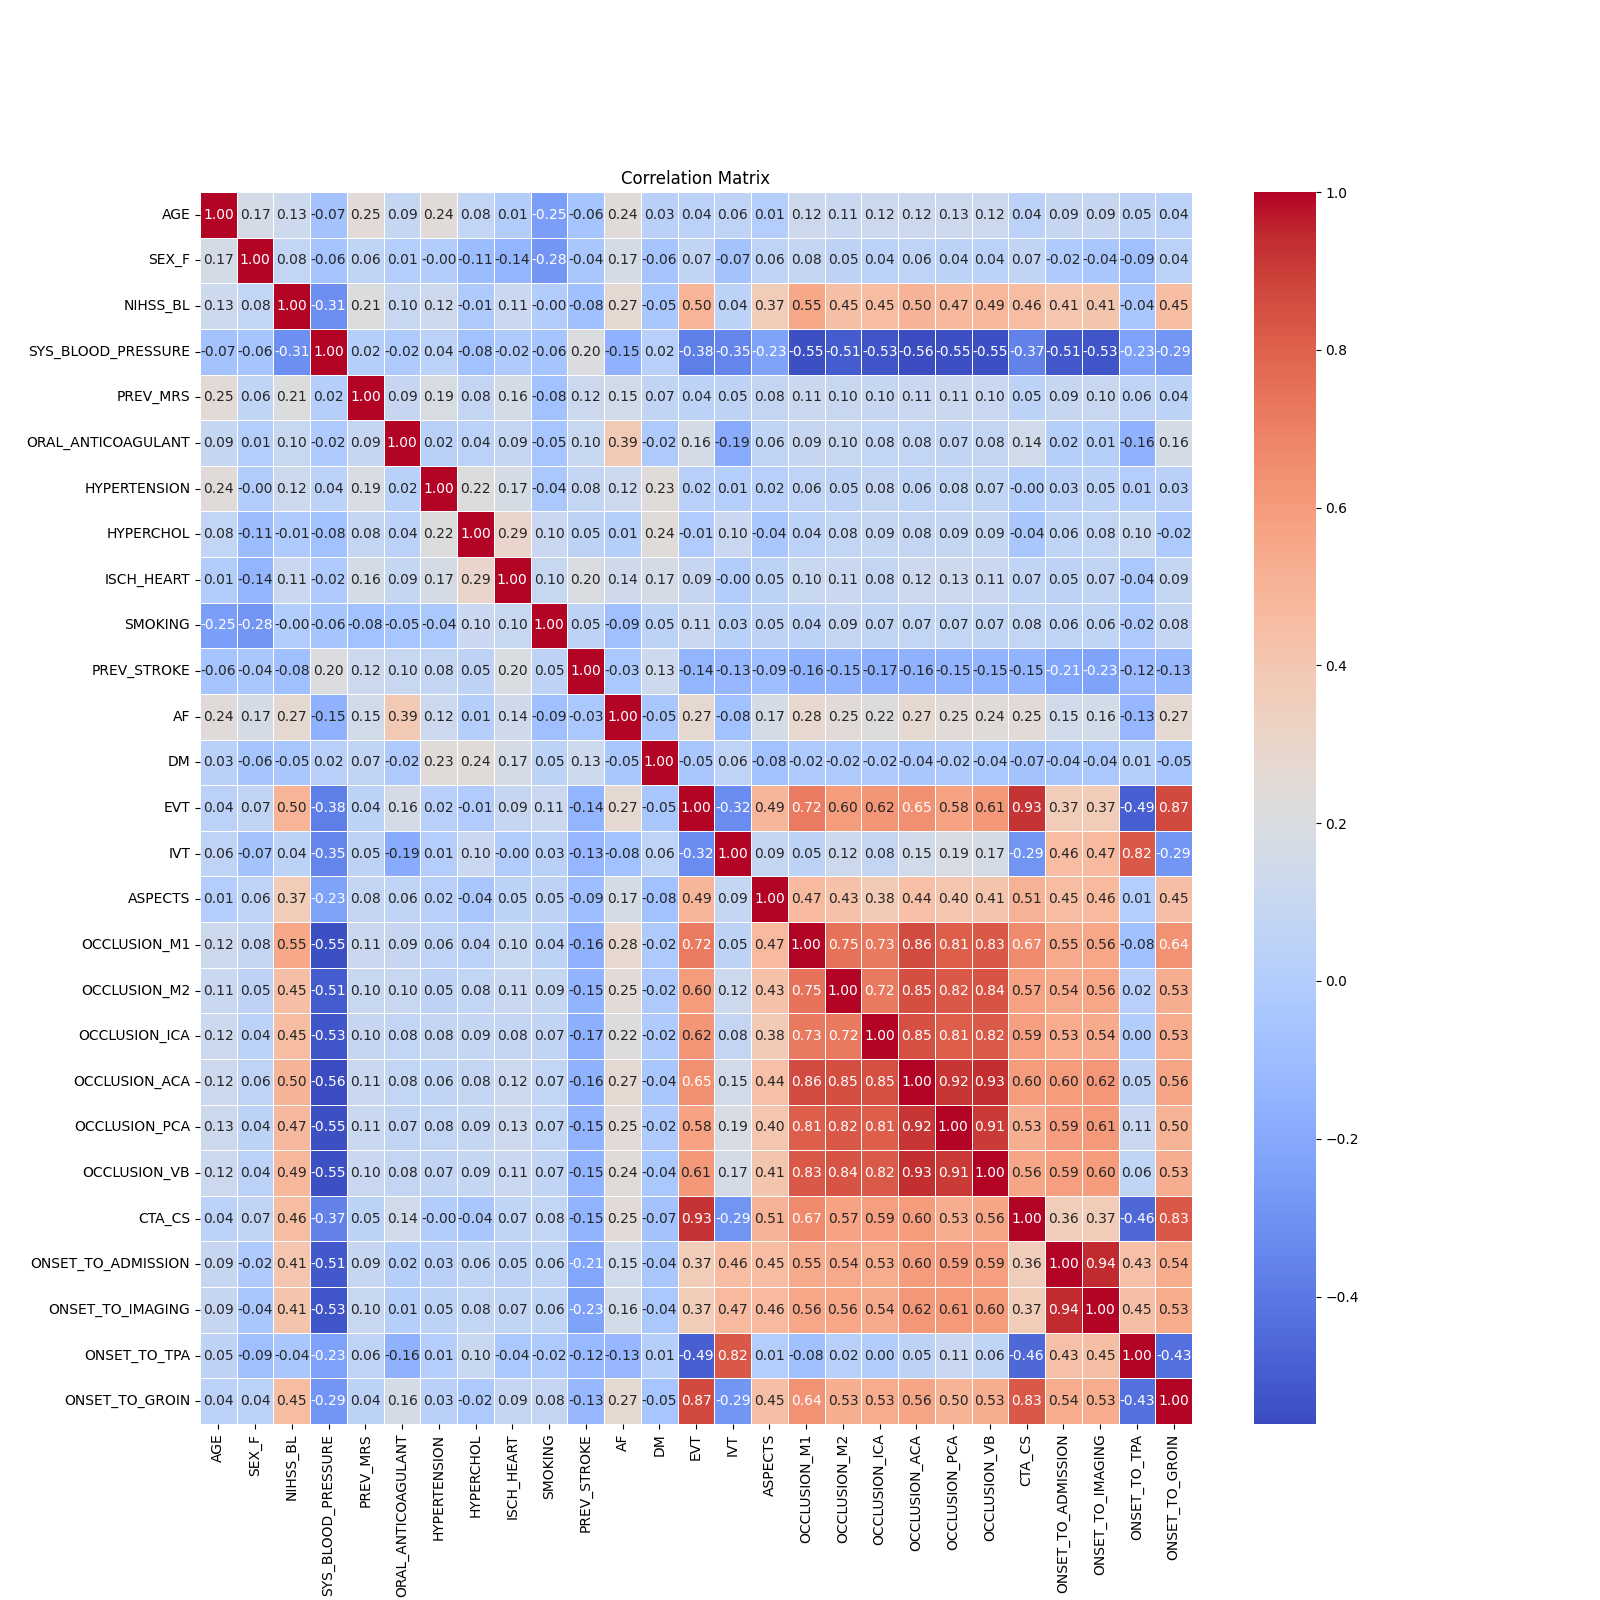 Correlation Matrix
AGE 1.00 0.17 0.13 -0.07 0.25 0.09 0.24 0.08 0.01 -0.25 -0.06 0.24 0.03 0.04 0.06 0.01 0.12 0.11 0.12 0.12 0.13 0.12 0.04 0.09 0.09 0.05 0.04
SEX_F 0.17 1.00 0.08 -0.06 0.06 0.01 -0.00 -0.11 -0.14 -0.28 -0.04 0.17 -0.06 0.07 -0.07 0.06 0.08 0.05 0.04 0.06 0.04 0.04 0.07 -0.02 -0.04 -0.09 0.04
NIHSS_BL 0.13 0.08 1.00 -0.31 0.21 0.10 0.12 -0.01 0.11 -0.00 -0.08 0.27 -0.05 0.50 0.04 0.37 0.55 0.45 0.45 0.50 0.47 0.49 0.46 0.41 0.41 -0.04 0.45
SYS_BLOOD_PRESSURE -0.07 -0.06 -0.31 1.00 0.02 -0.02 0.04 -0.08 -0.02 -0.06 0.20 -0.15 0.02 -0.38 -0.35 -0.23 -0.55 -0.51 -0.53 -0.56 -0.55 -0.55 -0.37 -0.51 -0.53 -0.23 -0.29
PREV_MRS 0.25 0.06 0.21 0.02 1.00 0.09 0.19 0.08 0.16 -0.08 0.12 0.15 0.07 0.04 0.05 0.08 0.11 0.10 0.10 0.11 0.11 0.10 0.05 0.09 0.10 0.06 0.04
ORAL_ANTICOAGULANT 0.09 0.01 0.10 -0.02 0.09 1.00 0.02 0.04 0.09 -0.05 0.10 0.39 -0.02 0.16 -0.19 0.06 0.09 0.10 0.08 0.08 0.07 0.08 0.14 0.02 0.01 -0.16 0.16
HYPERTENSION 0.24 -0.00 0.12 0.04 0.19 0.02 1.00 0.22 0.17 -0.04 0.08 0.12 0.23 0.02 0.01 0.02 0.06 0.05 0.08 0.06 0.08 0.07 -0.00 0.03 0.05 0.01 0.03
HYPERCHOL 0.08 -0.11 -0.01 -0.08 0.08 0.04 0.22 1.00 0.29 0.10 0.05 0.01 0.24 -0.01 0.10 -0.04 0.04 0.08 0.09 0.08 0.09 0.09 -0.04 0.06 0.08 0.10 -0.02
ISCH_HEART 0.01 -0.14 0.11 -0.02 0.16 0.09 0.17 0.29 1.00 0.10 0.20 0.14 0.17 0.09 -0.00 0.05 0.10 0.11 0.08 0.12 0.13 0.11 0.07 0.05 0.07 -0.04 0.09
SMOKING -0.25 -0.28 -0.00 -0.06 -0.08 -0.05 -0.04 0.10 0.10 1.00 0.05 -0.09 0.05 0.11 0.03 0.05 0.04 0.09 0.07 0.07 0.07 0.07 0.08 0.06 0.06 -0.02 0.08
PREV_STROKE -0.06 -0.04 -0.08 0.20 0.12 0.10 0.08 0.05 0.20 0.05 1.00 -0.03 0.13 -0.14 -0.13 -0.09 -0.16 -0.15 -0.17 -0.16 -0.15 -0.15 -0.15 -0.21 -0.23 -0.12 -0.13
AF 0.24 0.17 0.27 -0.15 0.15 0.39 0.12 0.01 0.14 -0.09 -0.03 1.00 -0.05 0.27 -0.08 0.17 0.28 0.25 0.22 0.27 0.25 0.24 0.25 0.15 0.16 -0.13 0.27
DM 0.03 -0.06 -0.05 0.02 0.07 -0.02 0.23 0.24 0.17 0.05 0.13 -0.05 1.00 -0.05 0.06 -0.08 -0.02 -0.02 -0.02 -0.04 -0.02 -0.04 -0.07 -0.04 -0.04 0.01 -0.05
EVT 0.04 0.07 0.50 -0.38 0.04 0.16 0.02 -0.01 0.09 0.11 -0.14 0.27 -0.05 1.00 -0.32 0.49 0.72 0.60 0.62 0.65 0.58 0.61 0.93 0.37 0.37 -0.49 0.87
IVT 0.06 -0.07 0.04 -0.35 0.05 -0.19 0.01 0.10 -0.00 0.03 -0.13 -0.08 0.06 -0.32 1.00 0.09 0.05 0.12 0.08 0.15 0.19 0.17 -0.29 0.46 0.47 0.82 -0.29
ASPECTS 0.01 0.06 0.37 -0.23 0.08 0.06 0.02 -0.04 0.05 0.05 -0.09 0.17 -0.08 0.49 0.09 1.00 0.47 0.43 0.38 0.44 0.40 0.41 0.51 0.45 0.46 0.01 0.45
OCCLUSION_M1 0.12 0.08 0.55 -0.55 0.11 0.09 0.06 0.04 0.10 0.04 -0.16 0.28 -0.02 0.72 0.05 0.47 1.00 0.75 0.73 0.86 0.81 0.83 0.67 0.55 0.56 -0.08 0.64
OCCLUSION_M2 0.11 0.05 0.45 -0.51 0.10 0.10 0.05 0.08 0.11 0.09 -0.15 0.25 -0.02 0.60 0.12 0.43 0.75 1.00 0.72 0.85 0.82 0.84 0.57 0.54 0.56 0.02 0.53
OCCLUSION_ICA 0.12 0.04 0.45 -0.53 0.10 0.08 0.08 0.09 0.08 0.07 -0.17 0.22 -0.02 0.62 0.08 0.38 0.73 0.72 1.00 0.85 0.81 0.82 0.59 0.53 0.54 0.00 0.53
OCCLUSION_ACA 0.12 0.06 0.50 -0.56 0.11 0.08 0.06 0.08 0.12 0.07 -0.16 0.27 -0.04 0.65 0.15 0.44 0.86 0.85 0.85 1.00 0.92 0.93 0.60 0.60 0.62 0.05 0.56
OCCLUSION_PCA 0.13 0.04 0.47 -0.55 0.11 0.07 0.08 0.09 0.13 0.07 -0.15 0.25 -0.02 0.58 0.19 0.40 0.81 0.82 0.81 0.92 1.00 0.91 0.53 0.59 0.61 0.11 0.50
OCCLUSION_VB 0.12 0.04 0.49 -0.55 0.10 0.08 0.07 0.09 0.11 0.07 -0.15 0.24 -0.04 0.61 0.17 0.41 0.83 0.84 0.82 0.93 0.91 1.00 0.56 0.59 0.60 0.06 0.53
CTA_CS 0.04 0.07 0.46 -0.37 0.05 0.14 -0.00 -0.04 0.07 0.08 -0.15 0.25 -0.07 0.93 -0.29 0.51 0.67 0.57 0.59 0.60 0.53 0.56 1.00 0.36 0.37 -0.46 0.83
ONSET_TO_ADMISSION 0.09 -0.02 0.41 -0.51 0.09 0.02 0.03 0.06 0.05 0.06 -0.21 0.15 -0.04 0.37 0.46 0.45 0.55 0.54 0.53 0.60 0.59 0.59 0.36 1.00 0.94 0.43 0.54
ONSET_TO_IMAGING 0.09 -0.04 0.41 -0.53 0.10 0.01 0.05 0.08 0.07 0.06 -0.23 0.16 -0.04 0.37 0.47 0.46 0.56 0.56 0.54 0.62 0.61 0.60 0.37 0.94 1.00 0.45 0.53
ONSET_TO_TPA 0.05 -0.09 -0.04 -0.23 0.06 -0.16 0.01 0.10 -0.04 -0.02 -0.12 -0.13 0.01 -0.49 0.82 0.01 -0.08 0.02 0.00 0.05 0.11 0.06 -0.46 0.43 0.45 1.00 -0.43
ONSET_TO_GROIN 0.04 0.04 0.45 -0.29 0.04 0.16 0.03 -0.02 0.09 0.08 -0.13 0.27 -0.05 0.87 -0.29 0.45 0.64 0.53 0.53 0.56 0.50 0.53 0.83 0.54 0.53 -0.43 1.00
AGE
SEX_F
NIHSS_BL
SYS_BLOOD_PRESSURE
PREV_MRS
ORAL_ANTICOAGULANT
HYPERTENSION
HYPERCHOL
ISCH_HEART
SMOKING
PREV_STROKE
AF
DM
EVT
IVT
ASPECTS
OCCLUSION_M1
OCCLUSION_M2
OCCLUSION_ICA
OCCLUSION_ACA
OCCLUSION_PCA
OCCLUSION_VB
CTA_CS
ONSET_TO_ADMISSION
ONSET_TO_IMAGING
ONSET_TO_TPA
ONSET_TO_GROIN
1.0
0.8
0.6
0.4
0.2
0.0
−0.2
−0.4